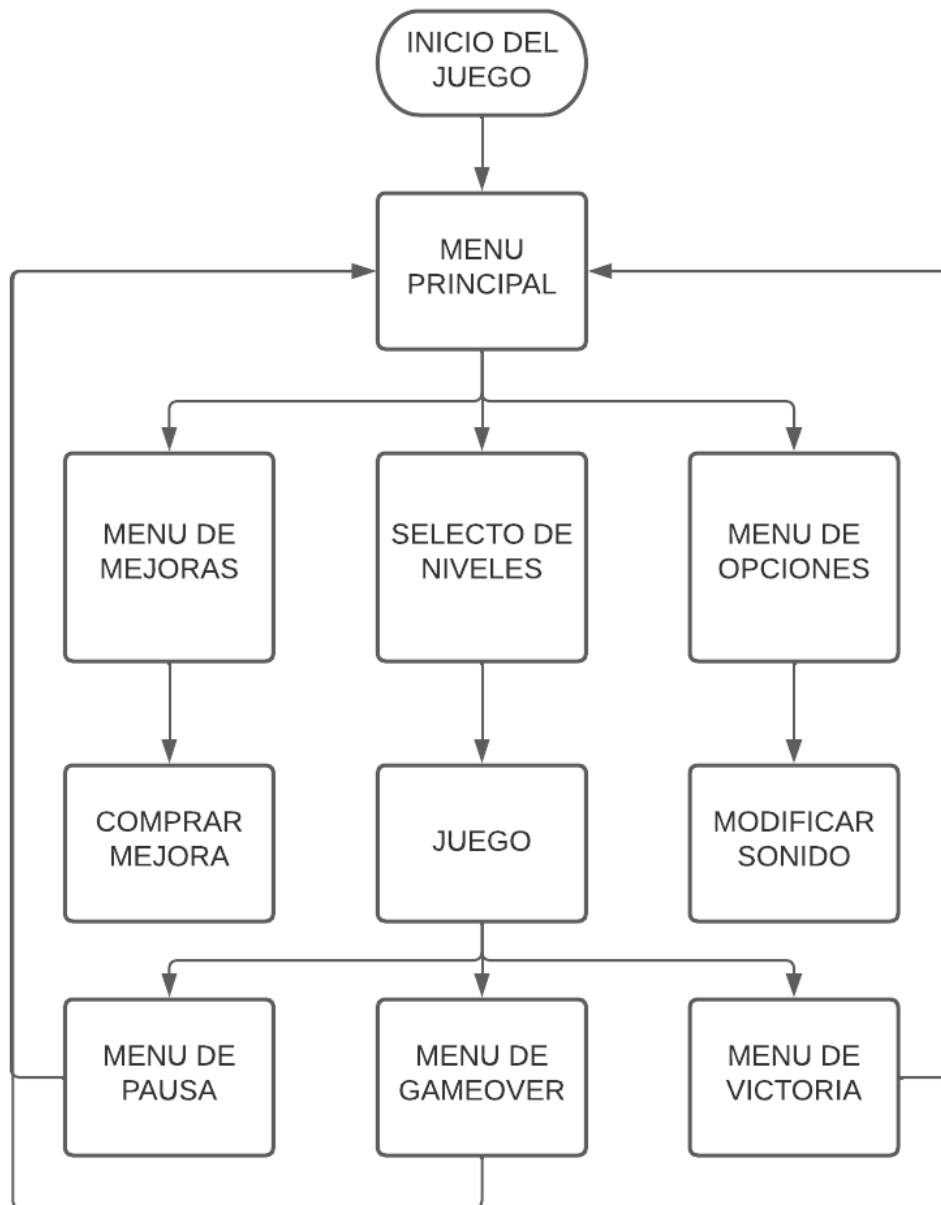 INICIO DEL
JUEGO
MENU
PRINCIPAL
MENU DE
MEJORAS
SELECTO DE
NIVELES
MENU DE
OPCIONES
COMPRAR
MEJORA
JUEGO
MODIFICAR
SONIDO
MENU DE
PAUSA
MENU DE
GAMEOVER
MENU DE
VICTORIA